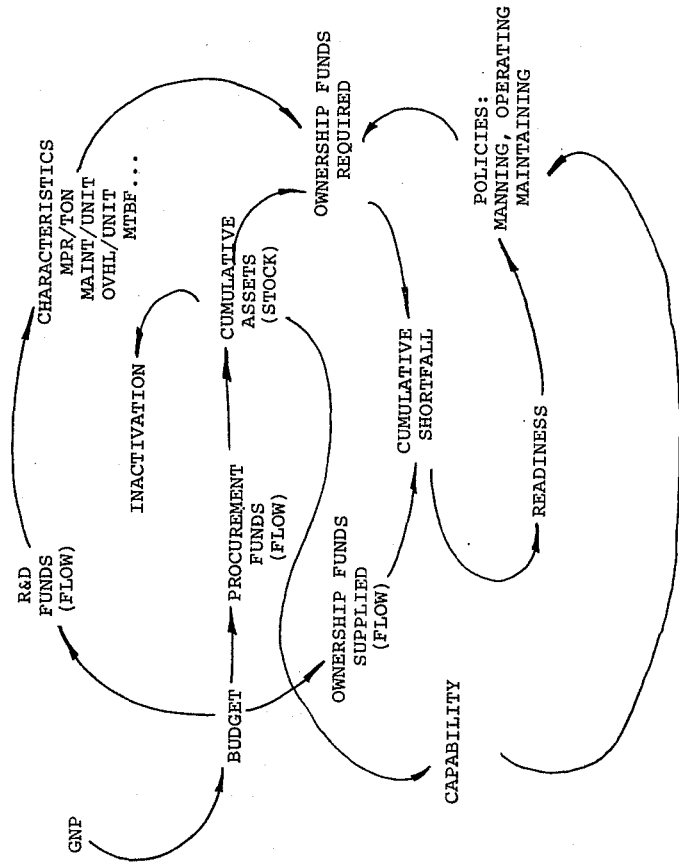 GNP
BUDGET
R&D
FUNDS
(FLOW)
PROCUREMENT
FUNDS
(FLOW)
OWNERSHIP FUNDS
SUPPLIED
(FLOW)
CAPABILITY
INACTIVATION
CHARACTERISTICS
MPR/TON
MAINT/UNIT
OVHL/UNIT
MTBF...
CUMULATIVE
ASSETS
(STOCK)
CUMULATIVE
SHORTFALL
READINESS
OWNERSHIP FUNDS
REQUIRED
POLICIES:
MANNING, OPERATING
MAINTAINING